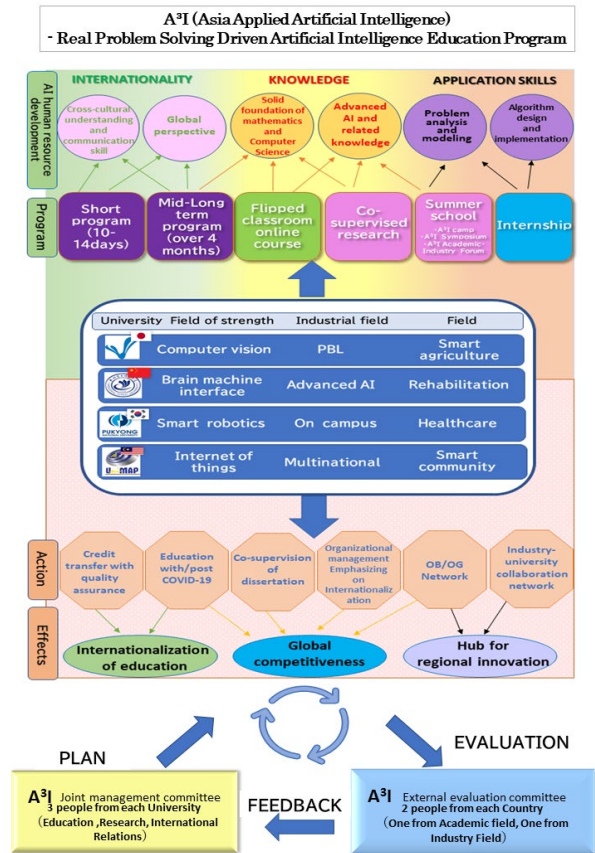 A³I (Asia Applied Artificial Intelligence)
- Real Problem Solving Driven Artificial Intelligence Education Program
AI human resource
development
INTERNATIONALITY
KNOWLEDGE
APPLICATION SKILLS
Cross-cultural
understanding
and
communication
skill
Global
perspective
Solid
foundation of
mathematics
and
Computer
Science
Advanced
AI and
related
knowledge
Problem
analysis
and
modeling
Algorithm
design
and
implementation
Program
Short
program
(10-
14days)
Mid-Long
term
program
(over 4
months)
Flipped
classroom
online
course
Co-
supervised
research
Summer
school
-A³I camp
-A³I Symposium
-A³I Academic-
Industry Forum
Internship
University
Field of strength
Industrial field
Field
Computer vision
PBL
Smart
agriculture
Brain machine
interface
Advanced AI
Rehabilitation
PUKYONG
Smart robotics
On campus
Healthcare
UniMAP
Internet of
things
Multinational
Smart
community
Action
Credit
transfer with
quality
assurance
Education
with/post
COVID-19
Co-supervision
of
dissertation
Organizational
management
Emphasizing
on
Internationaliz
ation
OB/OG
Network
Industry-
university
collaboration
network
Effects
Internationalization
of education
Global
competitiveness
Hub for
regional innovation
PLAN
EVALUATION
A³I Joint management committee
3 people from each University
(Education ,Research, International
Relations)
FEEDBACK
A³I External evaluation committee
2 people from each Country
(One from Academic field, One from
Industry Field)